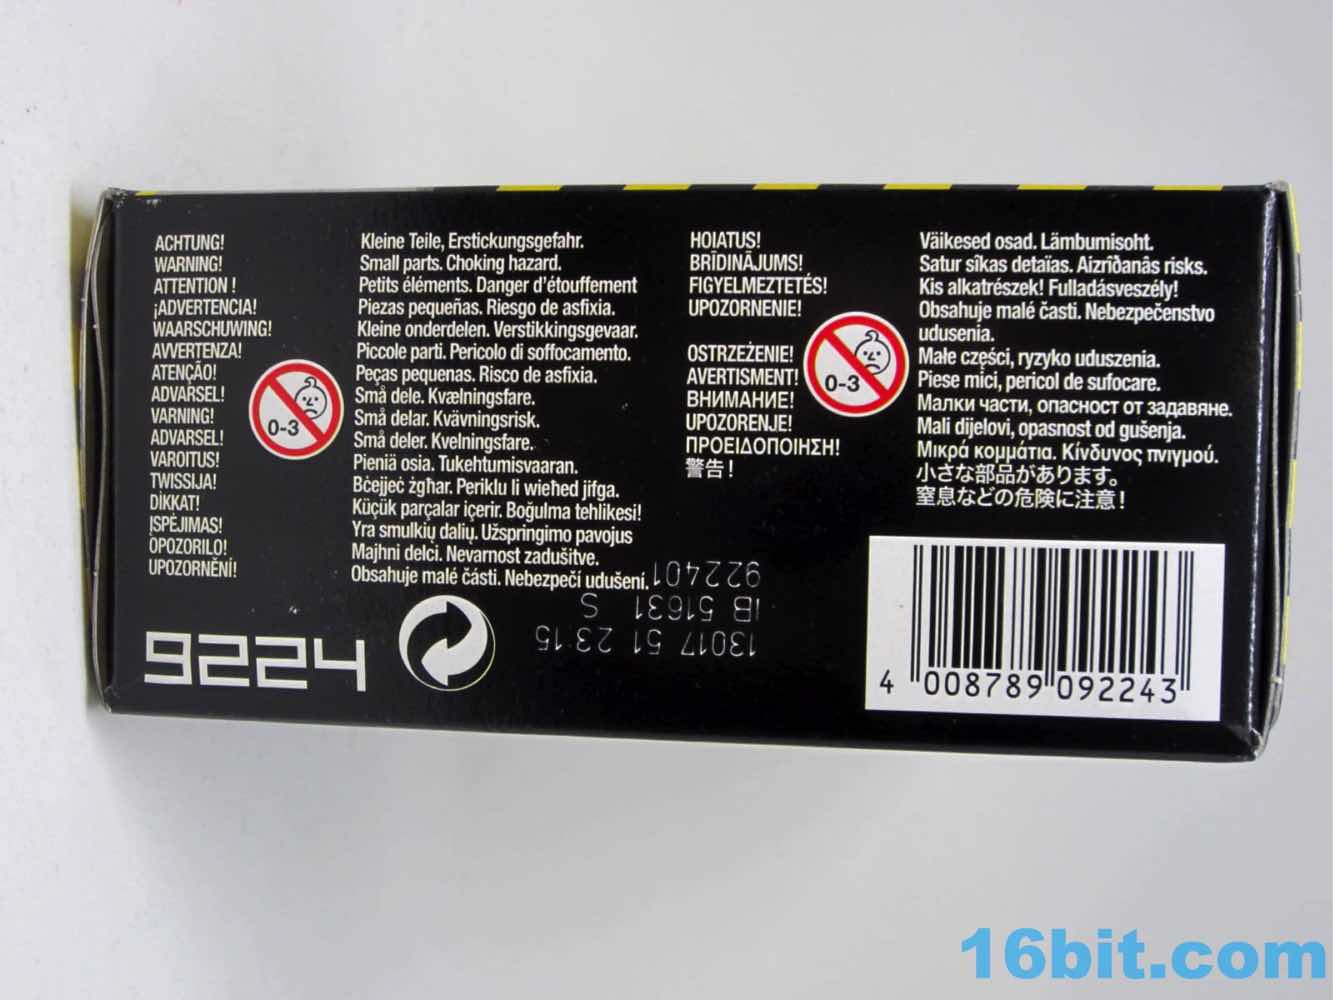 ACHTUNG!
WARNING!
ATTENTION !
¡ADVERTENCIA!
WAARSCHUWING!
AVVERTENZA!
ATENÇÃO!
ADVARSEL!
VARNING!
ADVARSEL!
VAROITUS!
TWISSIJA!
DİKKAT!
ĮSPĖJIMAS!
OPOZORILO!
UPOZORNĚNÍ!
0-3
Kleine Teile, Erstickungsgefahr.
Small parts. Choking hazard.
Petits éléments. Danger d'étouffement
Piezas pequeñas. Riesgo de asfixia.
Kleine onderdelen. Verstikkingsgevaar.
Piccole parti. Pericolo di soffocamento.
Peças pequenas. Risco de asfixia.
Små dele. Kvælningsfare.
Små delar. Kvävningsrisk.
Små deler. Kvelningsfare.
Pieniä osia. Tukehtumisvaaran.
Bċejjeċ żgħar. Periklu li wieħed jifga.
Küçük parçalar içerir. Boğulma tehlikesi!
Yra smulkių dalių. Užspringimo pavojus
Majhni delci. Nevarnost zadušitve.
Obsahuje malé části. Nebezpečí udušení.
HOIATUS!
BRĪDINĀJUMS!
FIGYELMEZTETÉS!
UPOZORNENIE!
OSTRZEŻENIE!
AVERTISMENT!
ВНИМАНИЕ!
UPOZORENJE!
ΠΡΟΕΙΔΟΠΟΙΗΣΗ!
警告！
0-3
Väikesed osad. Lämbumisoht.
Satur sîkas detaïas. Aizrîðanâs risks.
Kis alkatrészek! Fulladásveszély!
Obsahuje malé časti. Nebezpečenstvo
udusenia.
Małe części, ryzyko uduszenia.
Piese mici, pericol de sufocare.
Малки части, опасност от задавяне.
Mali dijelovi, opasnost od gušenja.
Μικρά κομμάτια. Κίνδυνος πνιγμού.
小さな部品があります。
窒息などの危険に注意！
9224
13017 51 23:15
IB 51631 S
922401
4 008789 092243
16bit.com